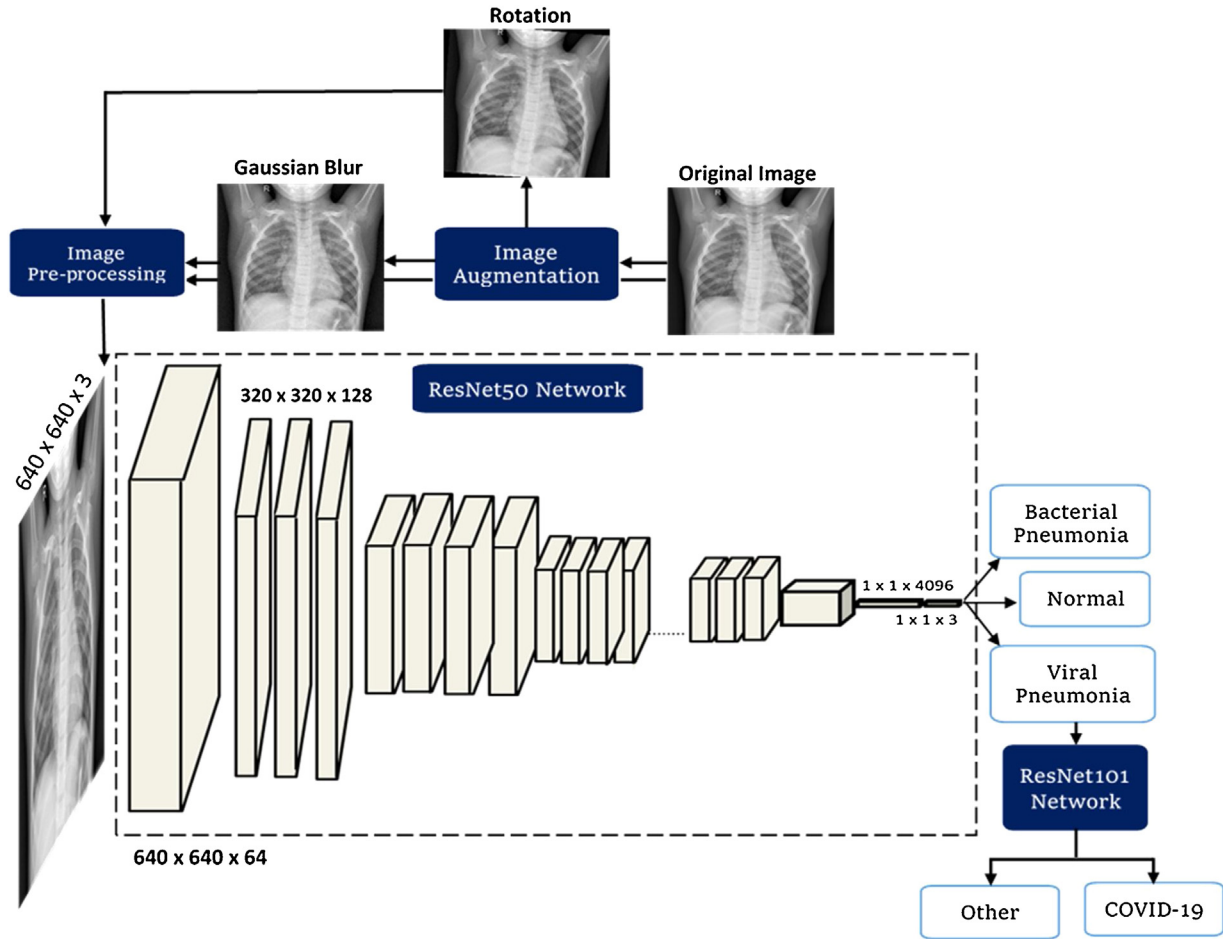 Rotation
Gaussian Blur
Original Image
Image
Pre-processing
Image
Augmentation
R
R
640 x 640 x 3
320 x 320 x 128
ResNet50 Network
1 x 1 x 4096
1 x 1 x 3
640 x 640 x 64
Bacterial
Pneumonia
Normal
Viral
Pneumonia
ResNet101
Network
Other
COVID-19